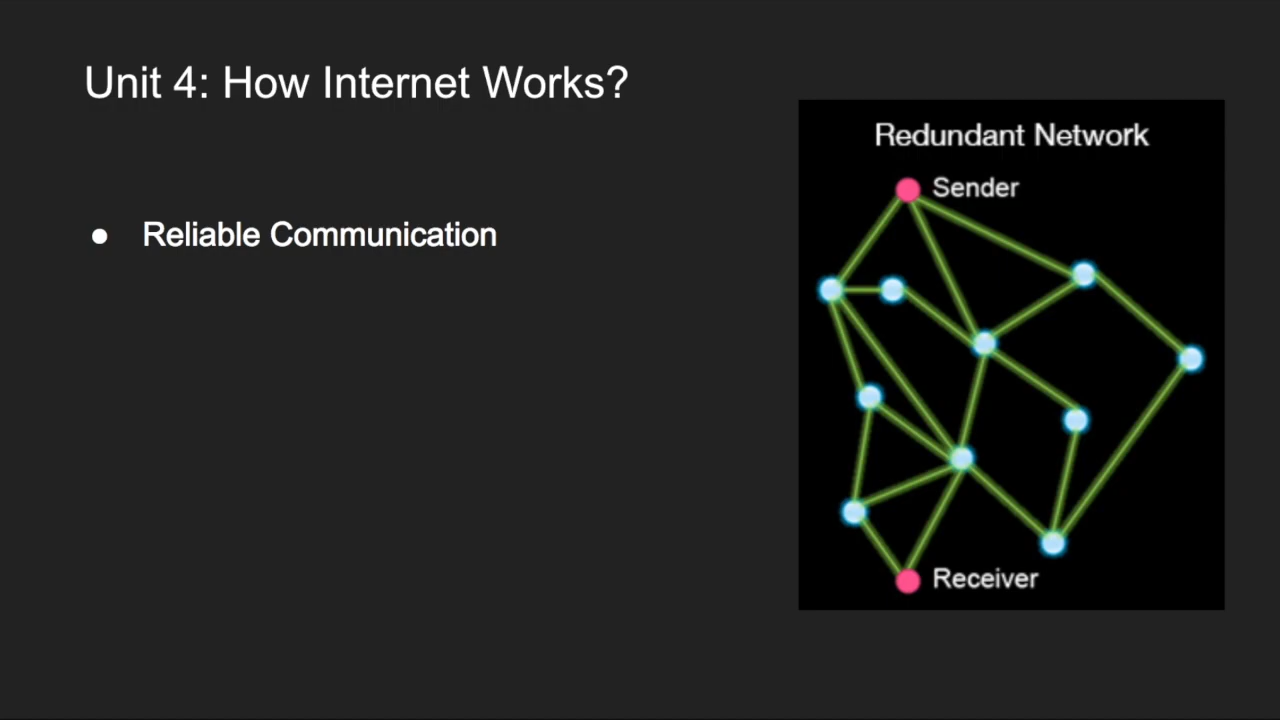 Unit 4: How Internet Works?
● Reliable Communication
Redundant Network
Sender
Receiver